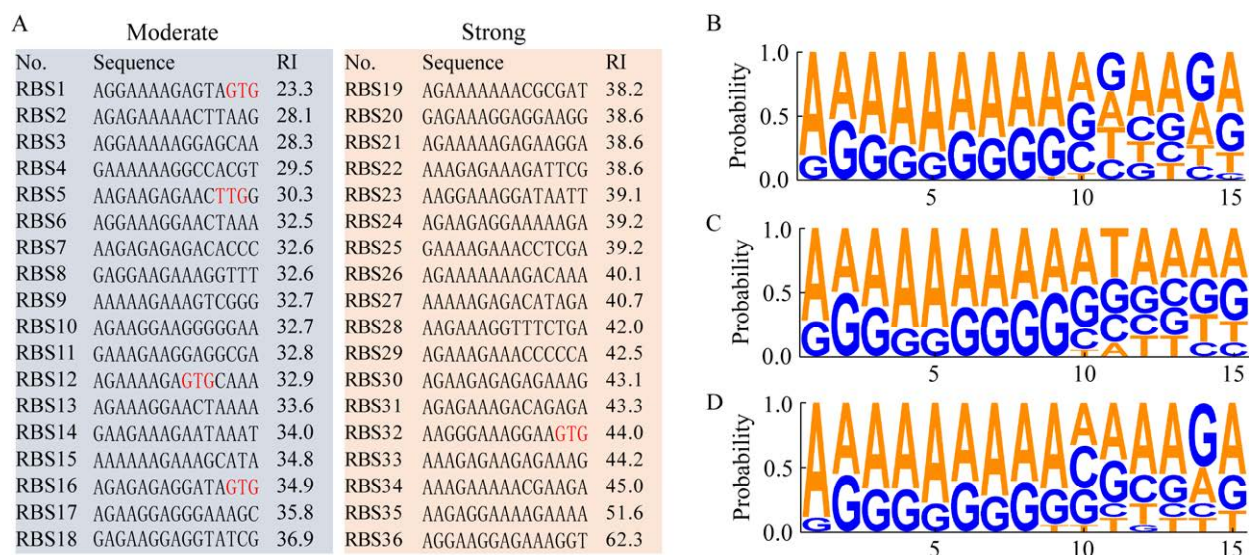 A
Moderate
No. Sequence RI
RBS1 AGGAAAAGAGTAGTG 23.3
RBS2 AGAGAAAAACTTAAG 28.1
RBS3 AGGAAAAAGGAGCAA 28.3
RBS4 GAAAAAAGGCCACGT 29.5
RBS5 AAGAAGAGAACTTGG 30.3
RBS6 AGGAAAGGAACTAAA 32.5
RBS7 AAGAGAGAGACACCC 32.6
RBS8 GAGGAAGAAAGGTTT 32.6
RBS9 AAAAAGAAAGTCGGG 32.7
RBS10 AGAAGGAAGGGGGAA 32.7
RBS11 GAAAGAAGGAGGCGA 32.8
RBS12 AGAAAAGAGTGCAAA 32.9
RBS13 AGAAAGGAACTAAAA 33.6
RBS14 GAAGAAAGAATAAAT 34.0
RBS15 AAAAAAGAAAGCATA 34.8
RBS16 AGAGAGAGGATAGTG 34.9
RBS17 AGAAGGAGGGAAAGC 35.8
RBS18 GAGAAGGAGGTATCG 36.9
Strong
No. Sequence RI
RBS19 AGAAAAAAACGCGAT 38.2
RBS20 GAGAAAGGAGGAAGG 38.6
RBS21 AGAAAAAGAGAAGGA 38.6
RBS22 AAAGAGAAAGATTCG 38.6
RBS23 AAGGAAAGGATAATT 39.1
RBS24 AGAAGAGGAAAAAGA 39.2
RBS25 GAAAAGAAACCTCGA 39.2
RBS26 AGAAAAAAAGACAAA 40.1
RBS27 AAAAAGAGACATAGA 40.7
RBS28 AAGAAAGGTTTCTGA 42.0
RBS29 AGAGGGAAACCCCCA 42.5
RBS30 AGAAGAGAGAGAAAG 43.1
RBS31 AGAGAAAGACAGAGA 43.3
RBS32 AAGGGAAAGGAAGTG 44.0
RBS33 AAAGAGAAGAGAAAG 44.2
RBS34 AAAGAAAAACGAAGA 45.0
RBS35 AAGAGGAAAAGAAAA 51.6
RBS36 AGGAAGGAGAAAGGT 62.3
B
Probability
1.0
0.5
0.0
5 10 15
C
Probability
1.0
0.5
0.0
5 10 15
D
Probability
1.0
0.5
0.0
5 10 15